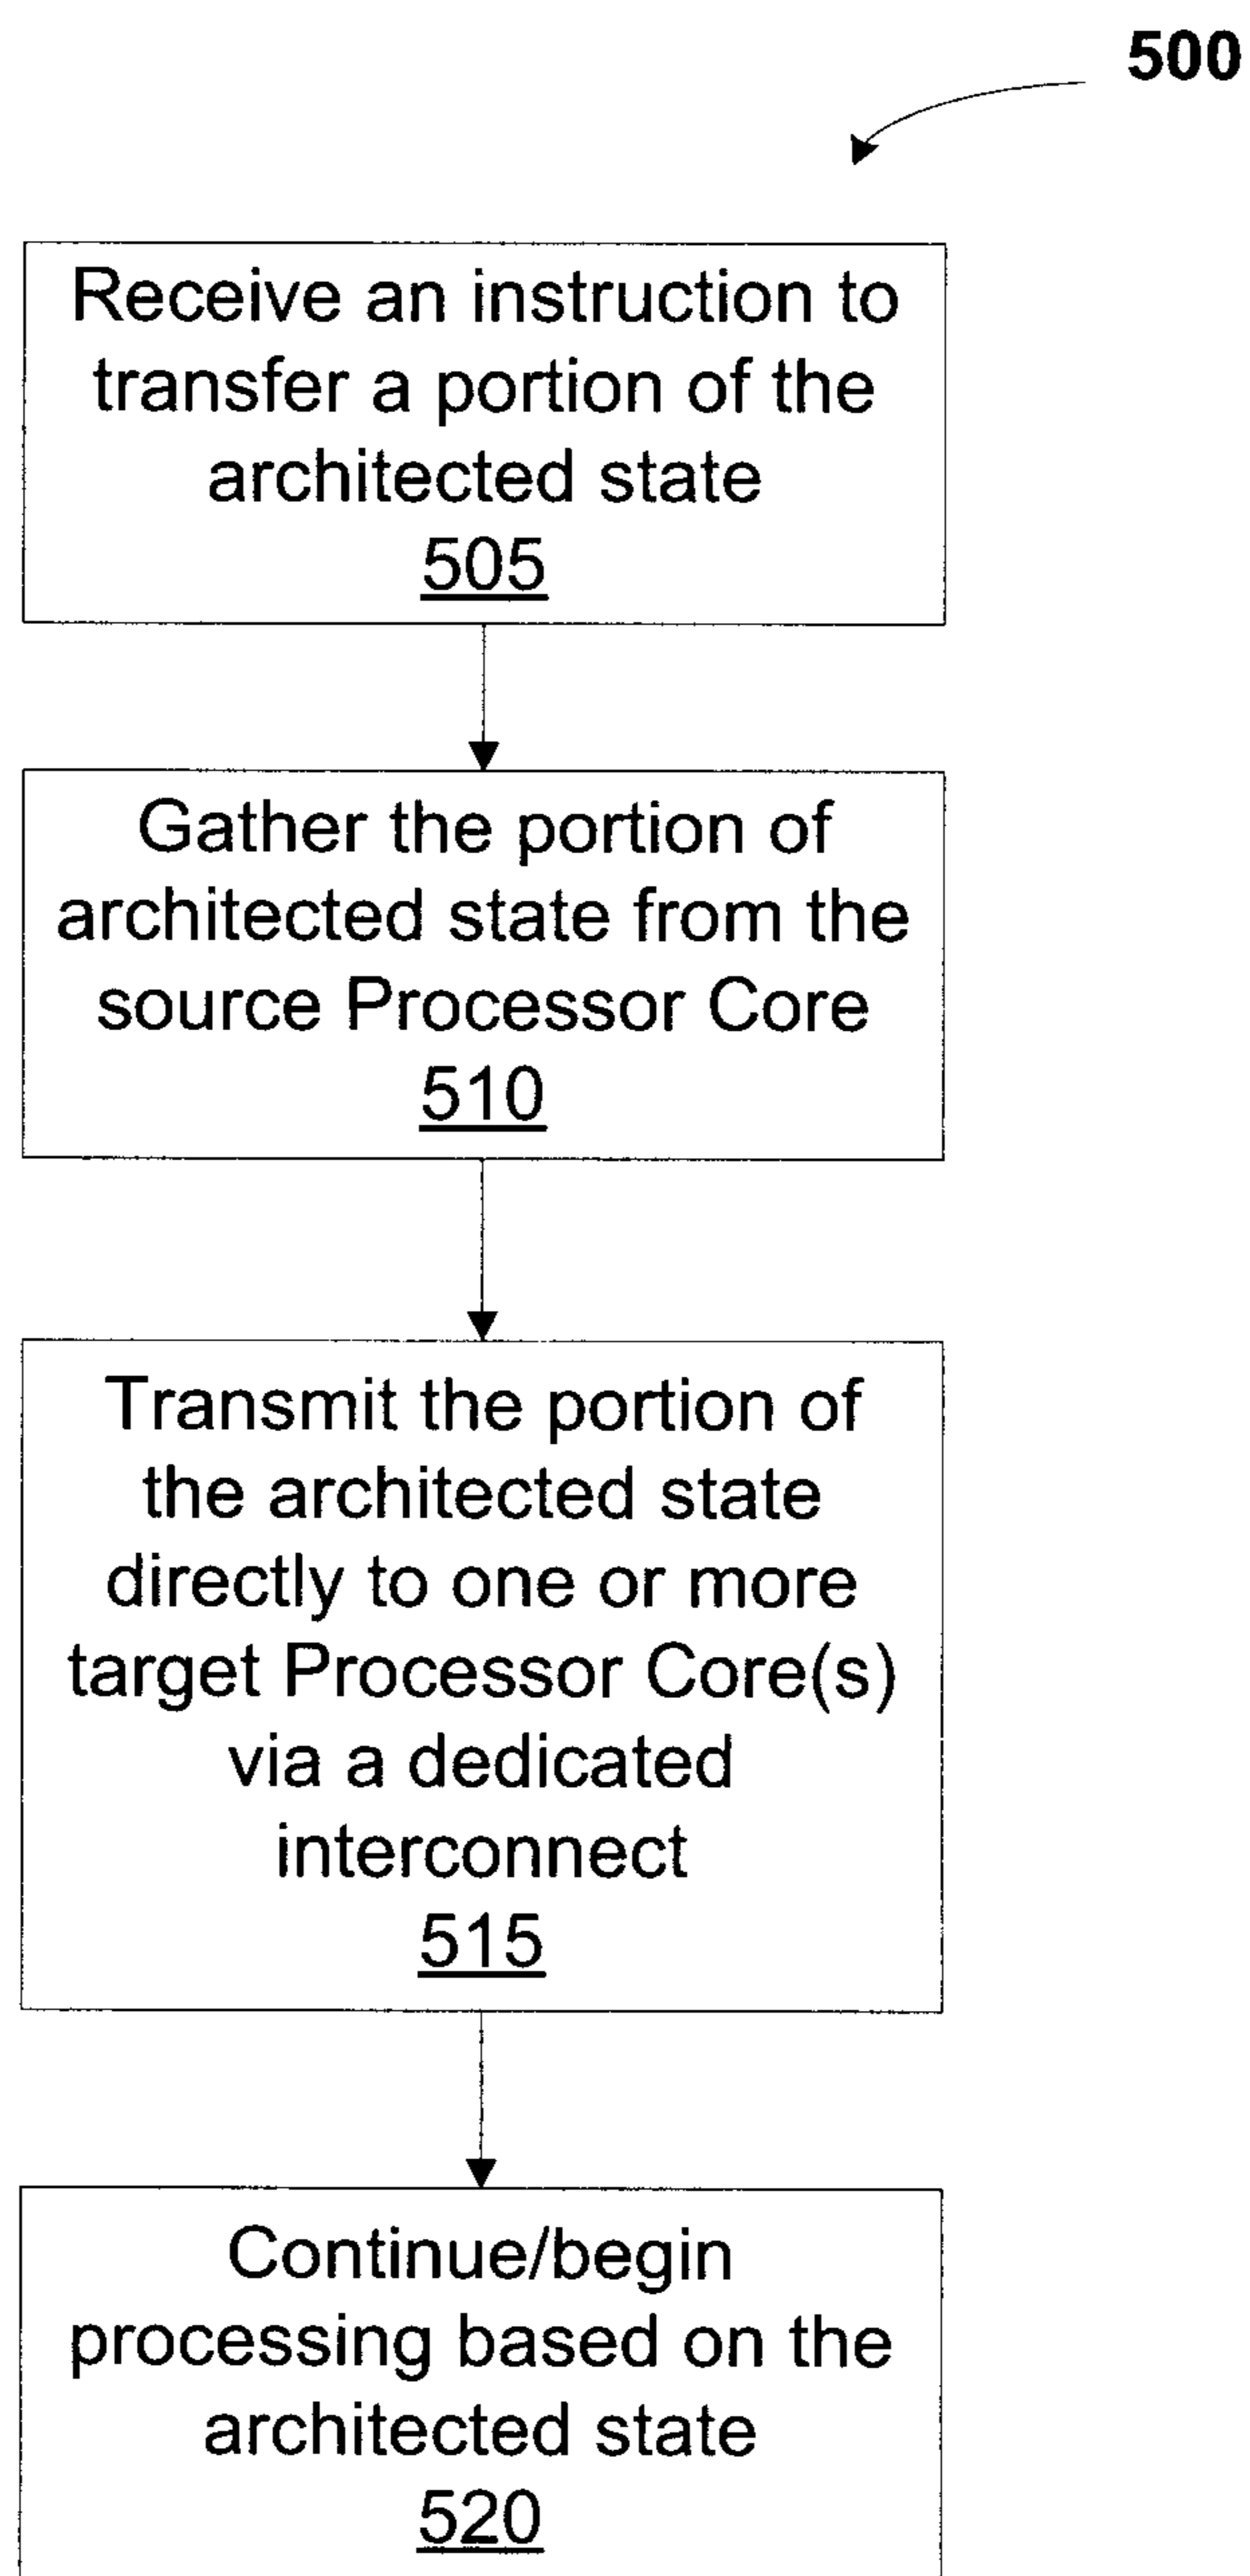 500
Receive an instruction to
transfer a portion of the
architected state
505
Gather the portion of
architected state from the
source Processor Core
510
Transmit the portion of
the architected state
directly to one or more
target Processor Core(s)
via a dedicated
interconnect
515
Continue/begin
processing based on the
architected state
520